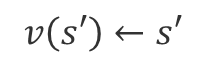 v(s′) ← s′